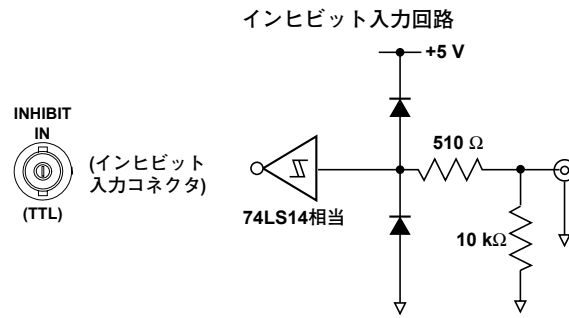 インヒビット入力回路
+5 V
INHIBIT
IN
(インヒビット
入力コネクタ)
(TTL)
510 Ω
74LS14相当
10 kΩ